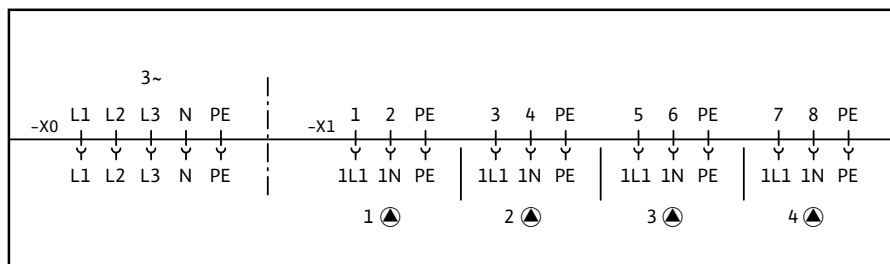 3~
L1 L2 L3 N PE 1 2 PE 3 4 PE 5 6 PE 7 8 PE
-X0 -X1
L1 L2 L3 N PE 1L1 1N PE 1L1 1N PE 1L1 1N PE 1L1 1N PE
1 2 3 4